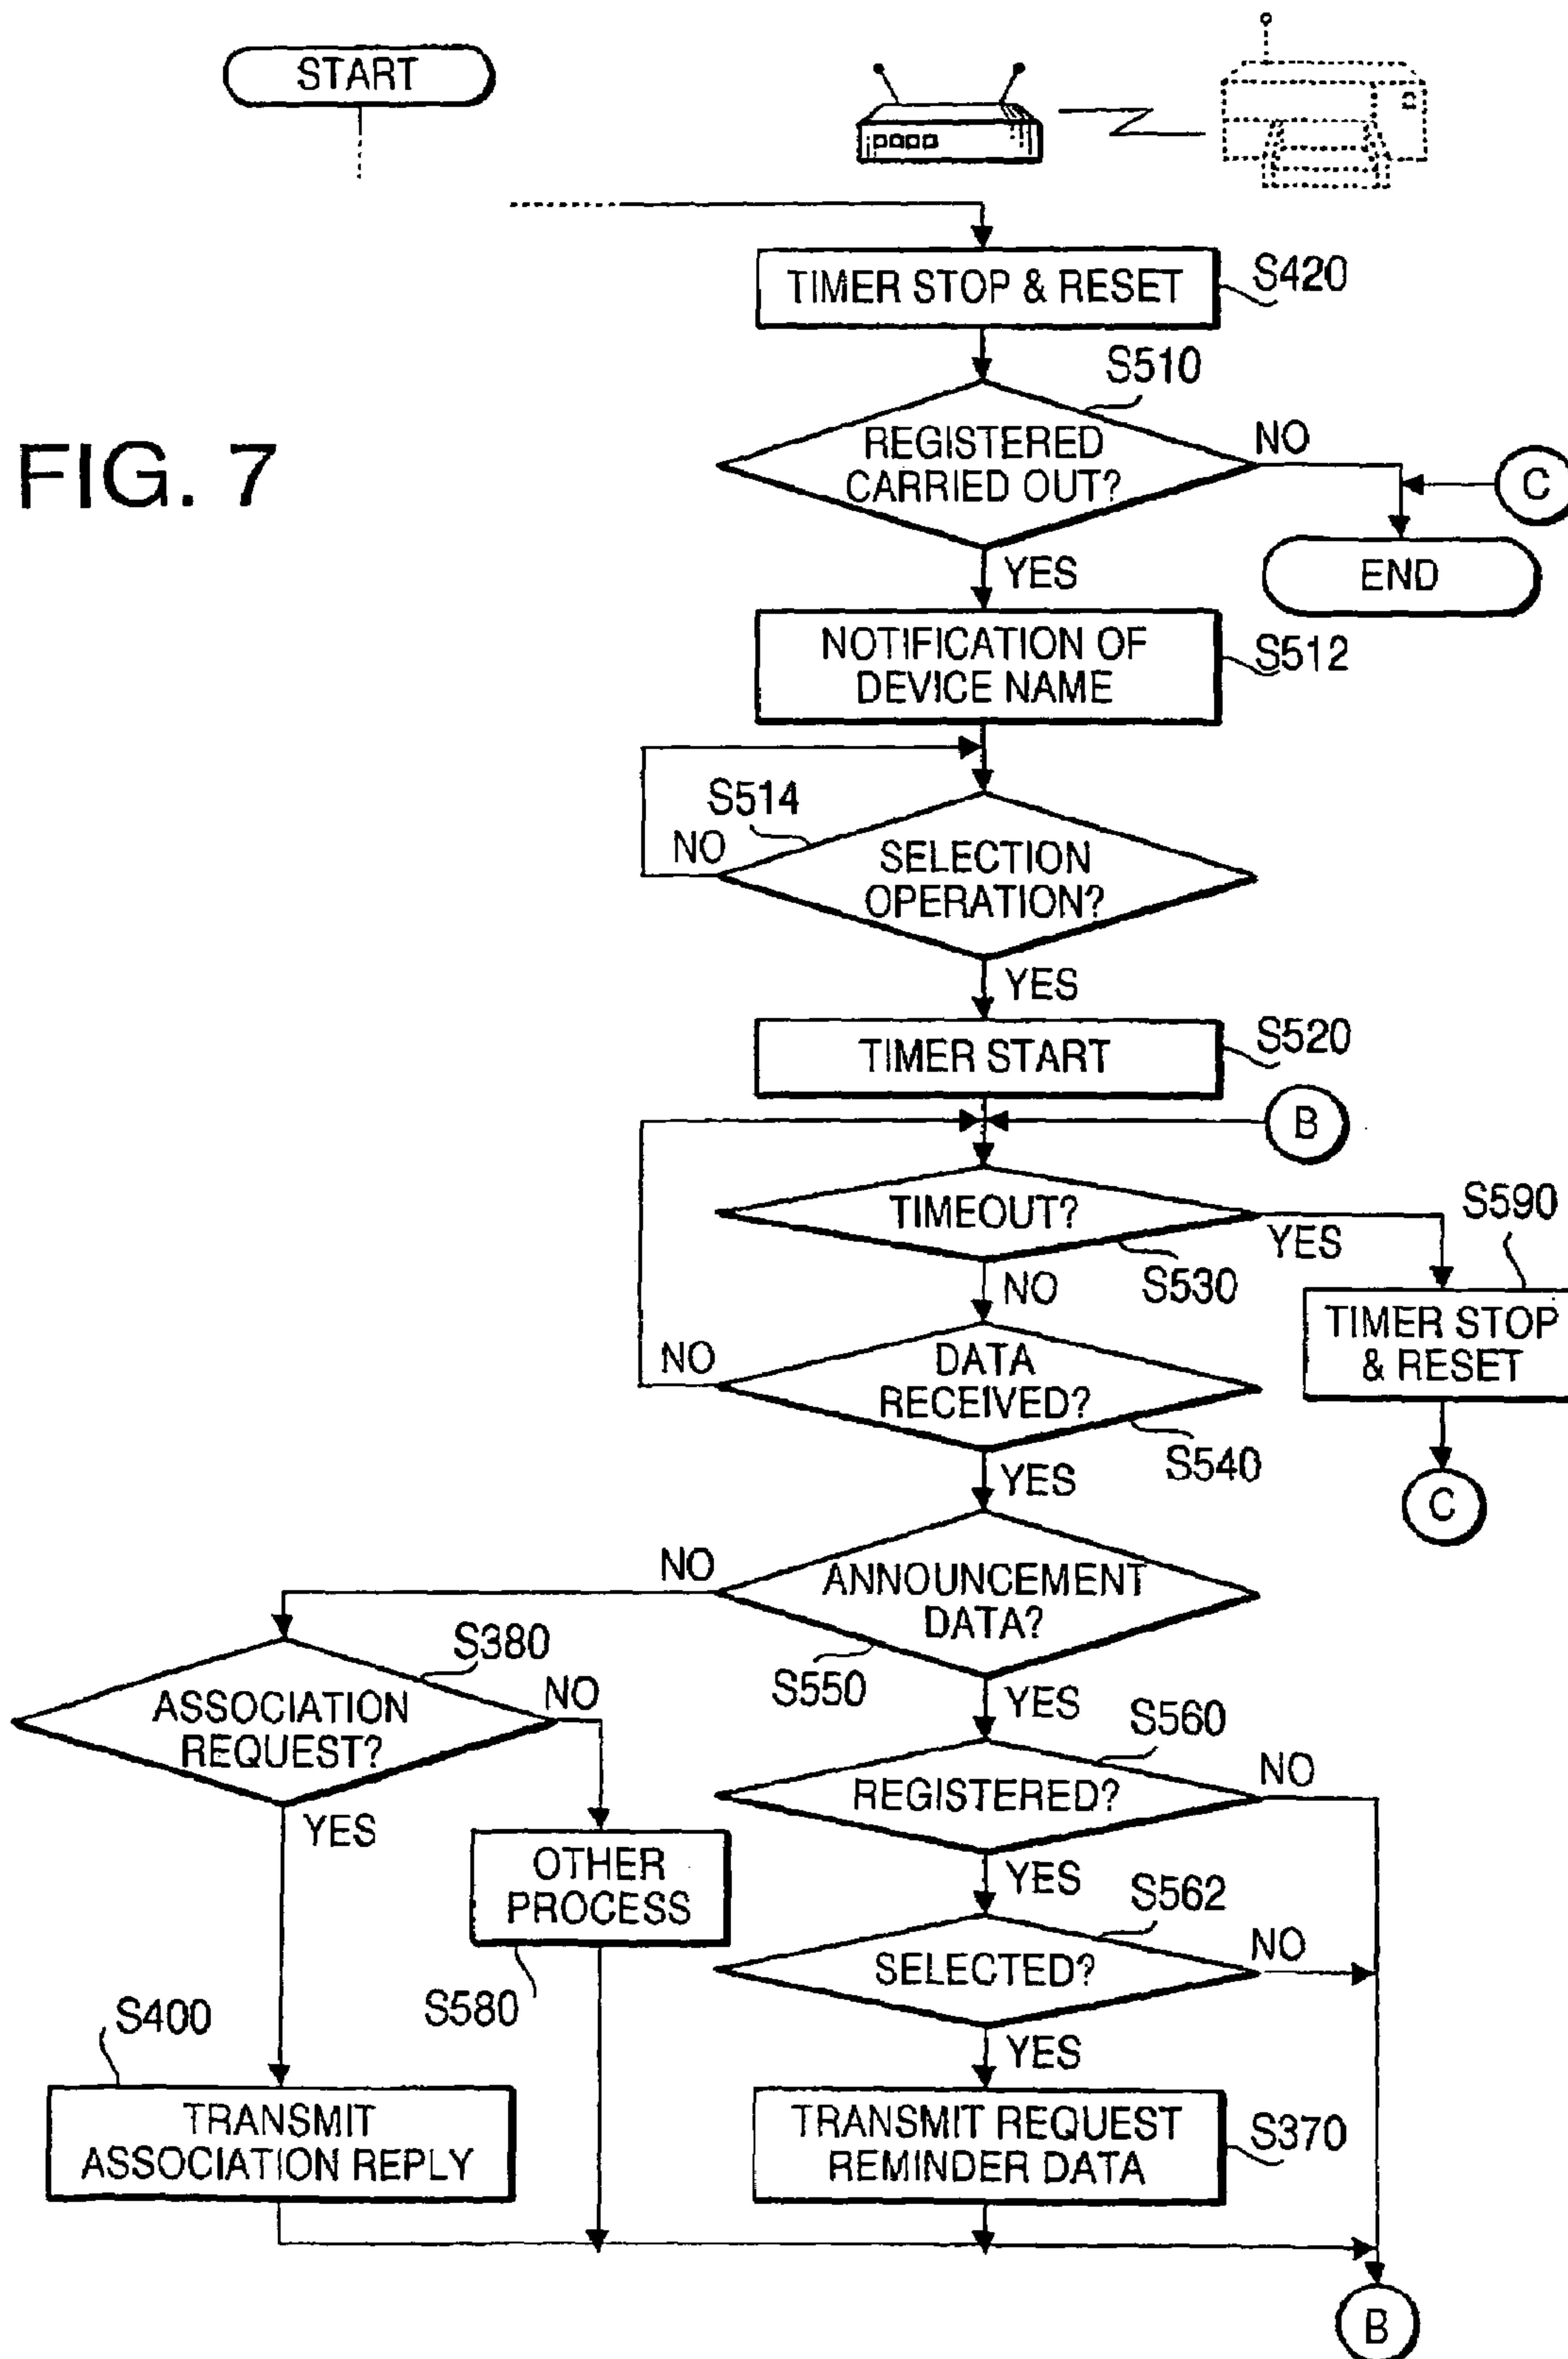 START
TIMER STOP & RESET
S420
S510
FIG. 7
REGISTERED
CARRIED OUT?
NO
C
END
YES
NOTIFICATION OF
DEVICE NAME
S512
S514
NO
SELECTION
OPERATION?
YES
TIMER START
S520
B
TIMEOUT?
YES
S590
S530
NO
TIMER STOP
& RESET
NO
DATA
RECEIVED?
S540
YES
C
NO
ANNOUNCEMENT
DATA?
S550
YES
S380
ASSOCIATION
REQUEST?
NO
YES
S560
REGISTERED?
NO
YES
OTHER
PROCESS
S580
S562
SELECTED?
NO
YES
S400
TRANSMIT
ASSOCIATION REPLY
TRANSMIT REQUEST
REMINDER DATA
S370
B